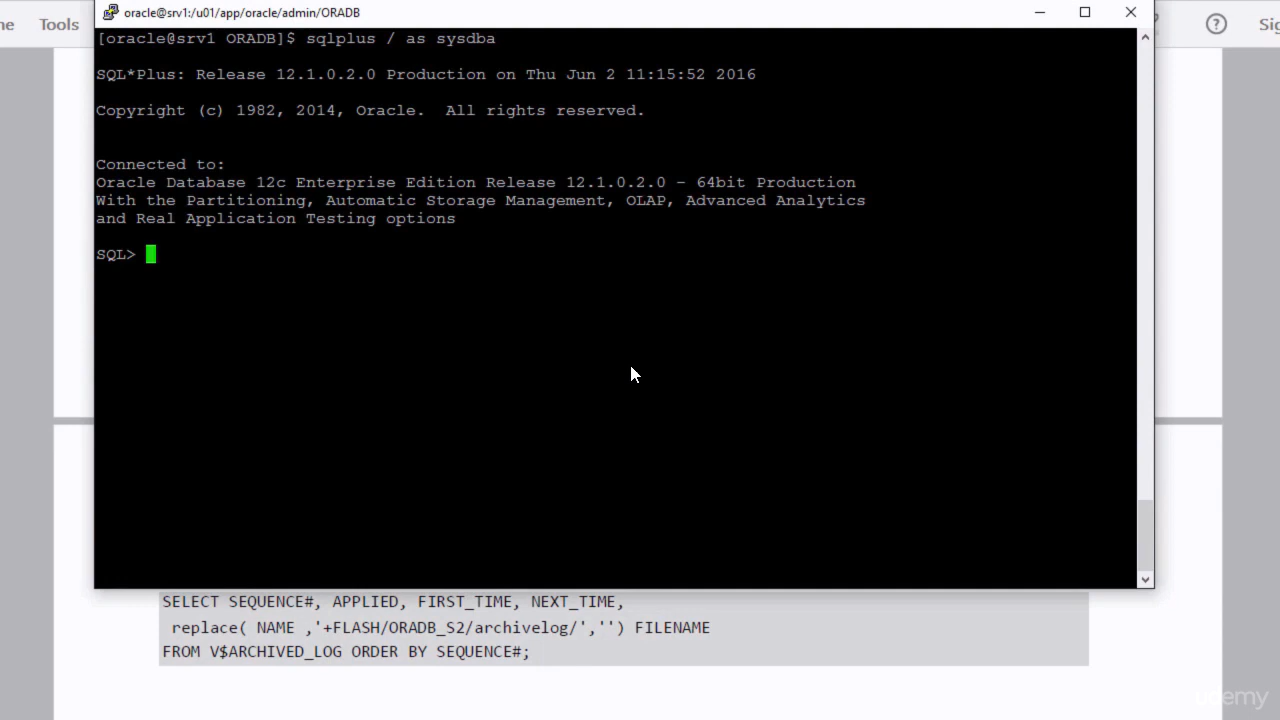 ne Tools
oracle@srv1:/u01/app/oracle/admin/ORADB
? Sig
[oracle@srv1 ORADB]$ sqlplus / as sysdba
SQL*Plus: Release 12.1.0.2.0 Production on Thu Jun 2 11:15:52 2016
Copyright (c) 1982, 2014, Oracle.  All rights reserved.
Connected to:
Oracle Database 12c Enterprise Edition Release 12.1.0.2.0 - 64bit Production
With the Partitioning, Automatic Storage Management, OLAP, Advanced Analytics
and Real Application Testing options
SQL>
SELECT SEQUENCE#, APPLIED, FIRST_TIME, NEXT_TIME,
replace( NAME ,'+FLASH/ORADB_S2/archivelog/','') FILENAME
FROM V$ARCHIVED_LOG ORDER BY SEQUENCE#;
udemy